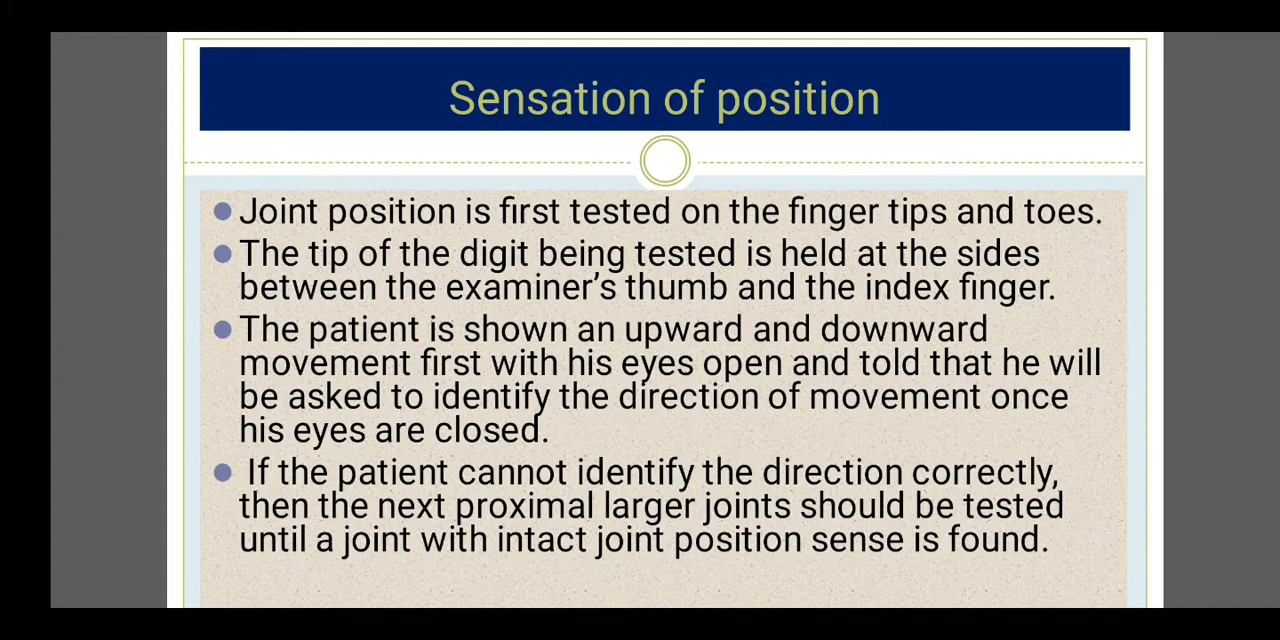 Sensation of position
Joint position is first tested on the finger tips and toes.
The tip of the digit being tested is held at the sides
between the examiner’s thumb and the index finger.
The patient is shown an upward and downward
movement first with his eyes open and told that he will
be asked to identify the direction of movement once
his eyes are closed.
If the patient cannot identify the direction correctly,
then the next proximal larger joints should be tested
until a joint with intact joint position sense is found.